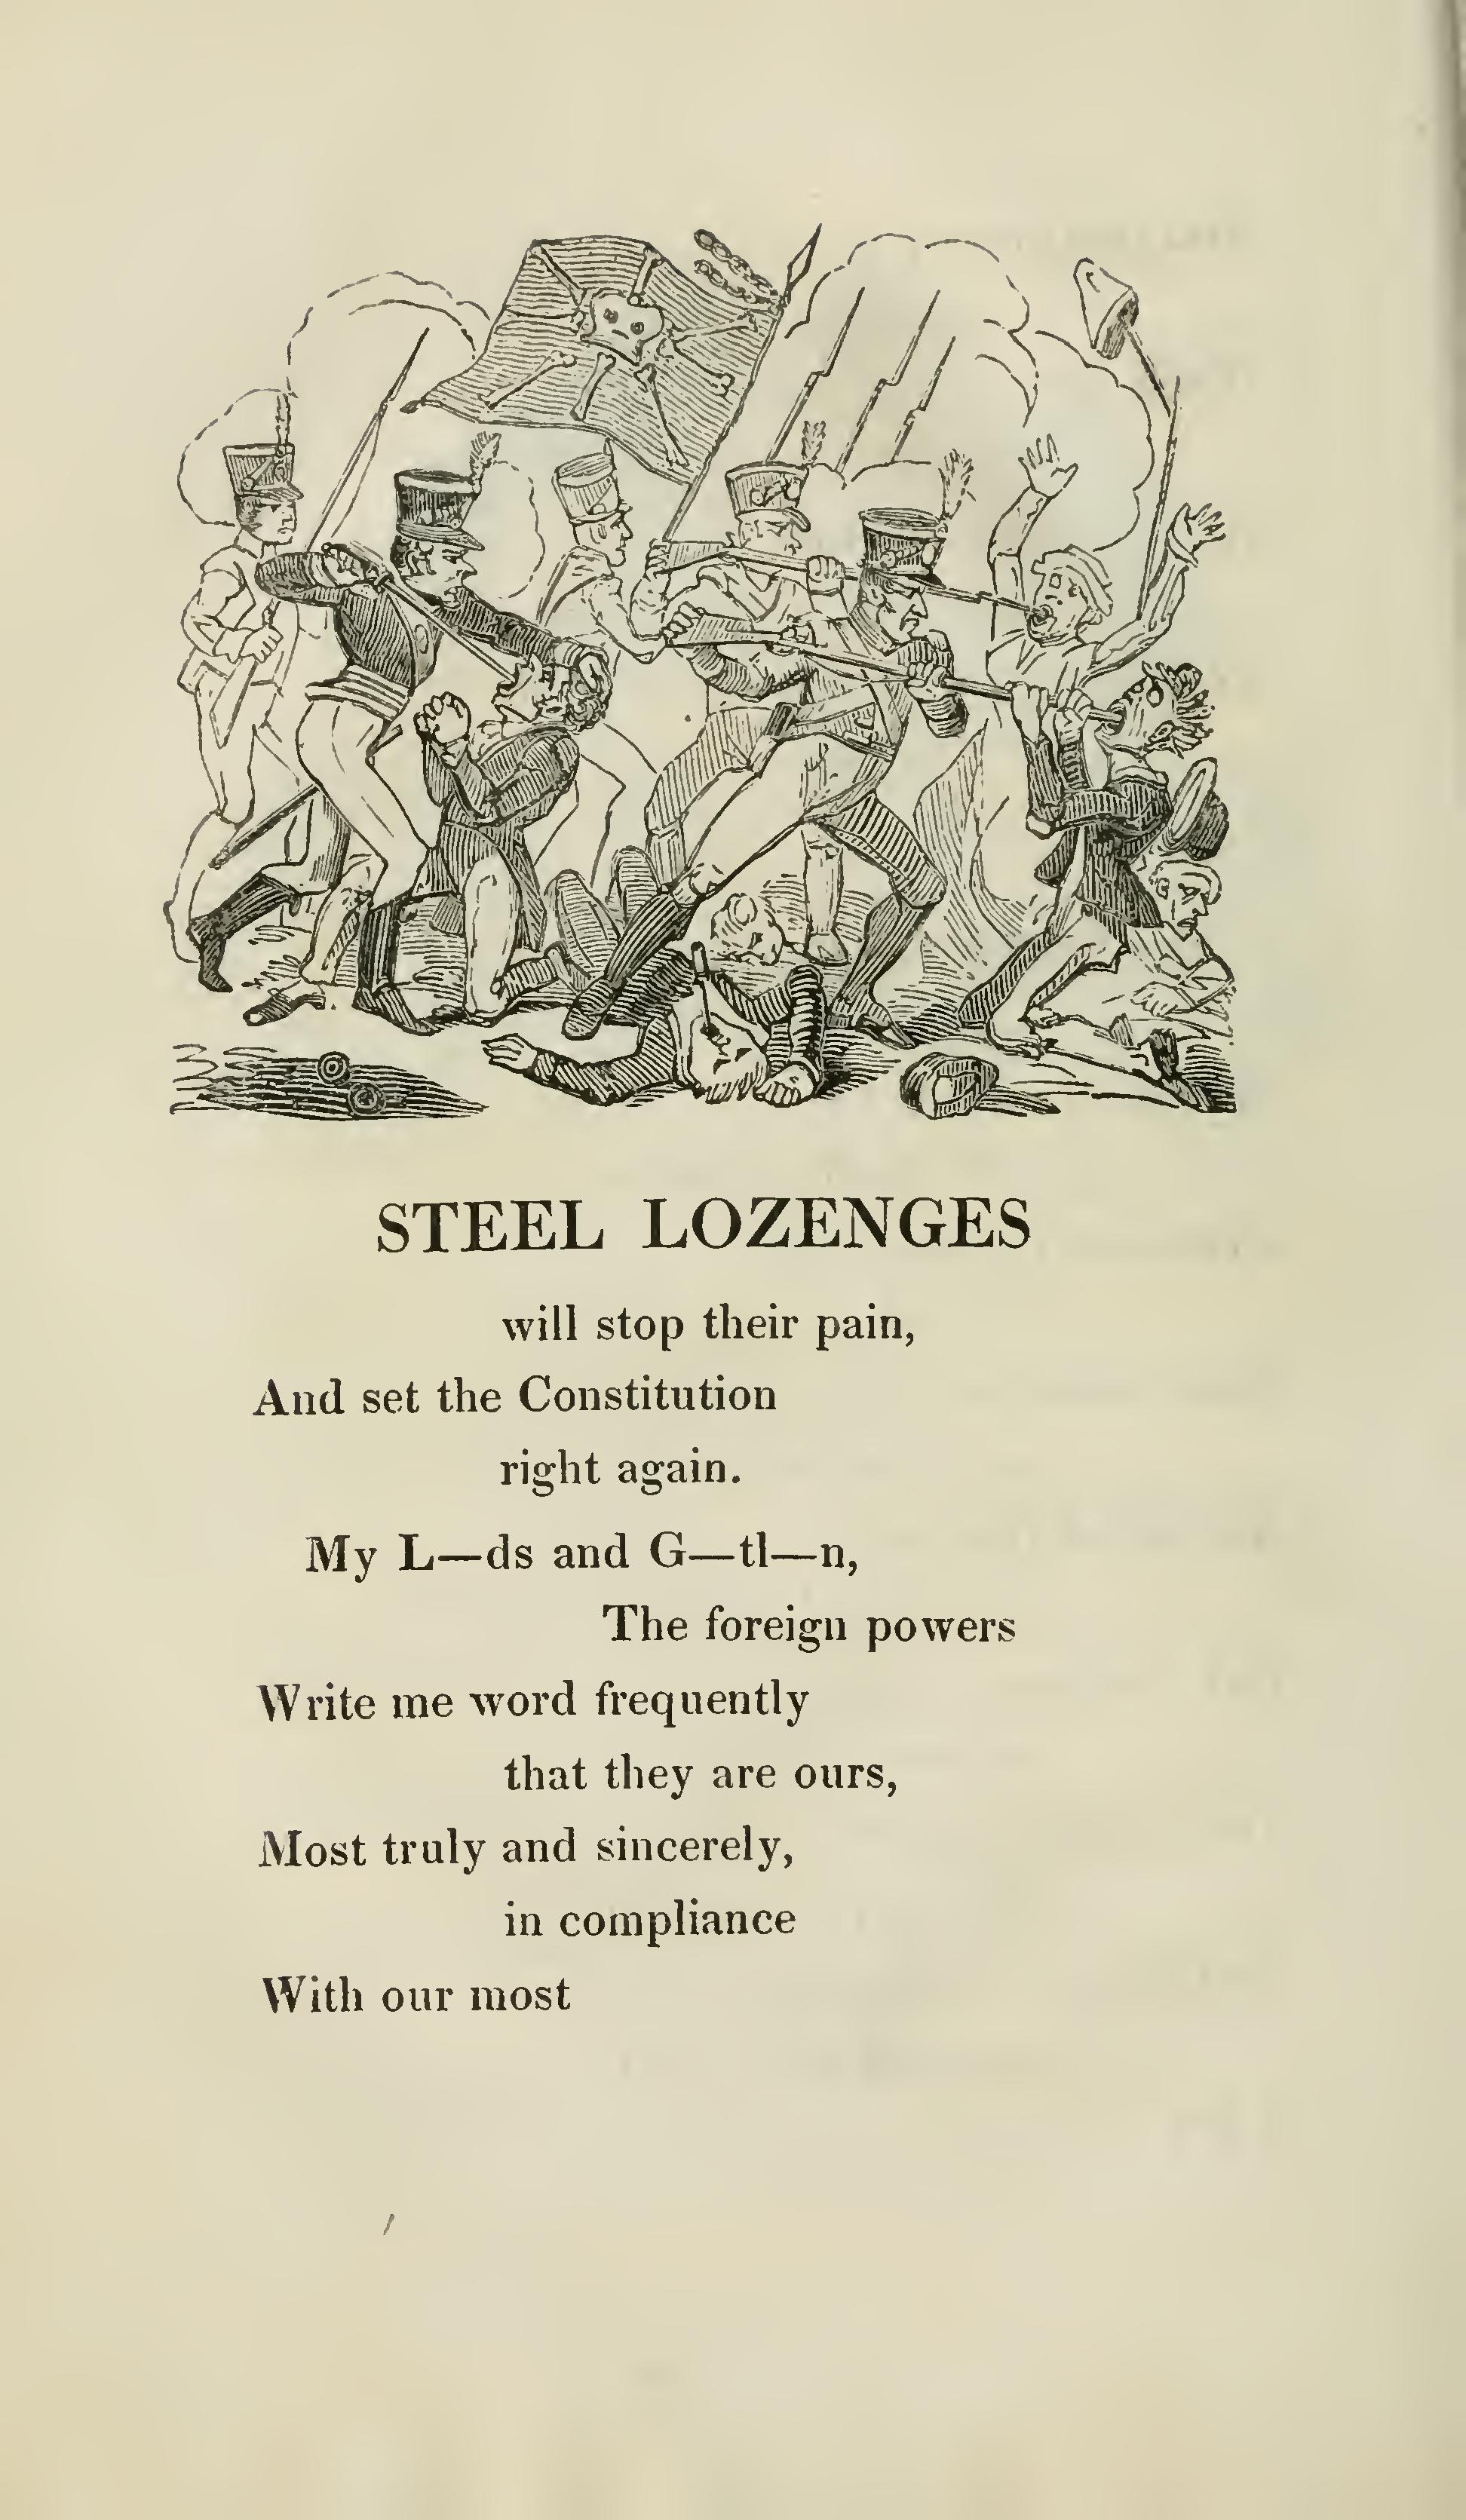 STEEL LOZENGES
will stop their pain,
And set the Constitution
right again.
My L—ds and G—tl—n,
The foreign powers
Write me word frequently
that they are ours,
Most truly and sincerely,
in compliance
With our most